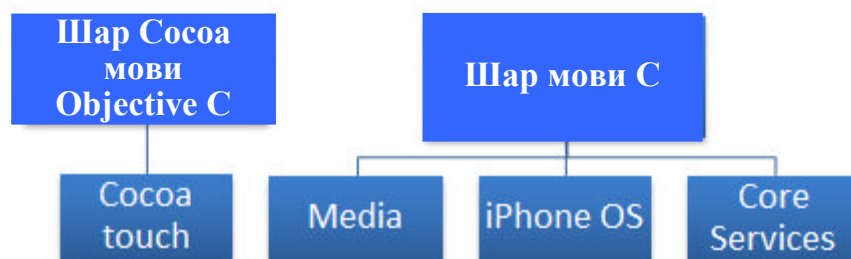 Шар Cocoa
мови
Objective C
Шар мови C
Cocoa
touch
Media
iPhone OS
Core
Services